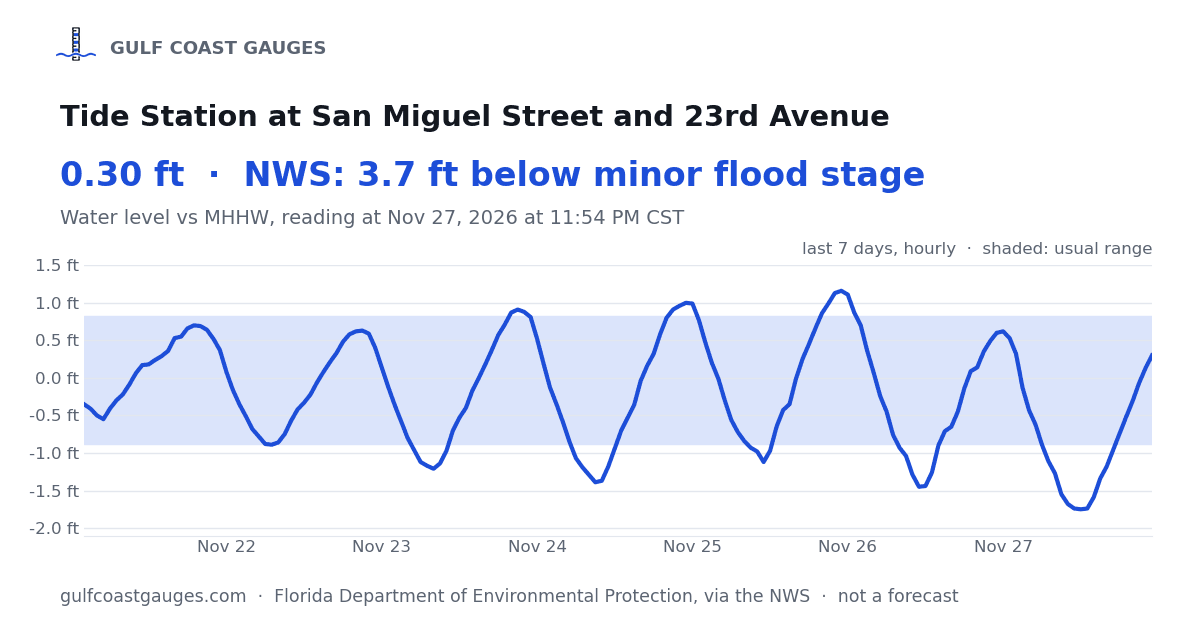 GULF COAST GAUGES
Tide Station at San Miguel Street and 23rd Avenue
0.30 ft · NWS: 3.7 ft below minor flood stage
Water level vs MHHW, reading at Nov 27, 2026 at 11:54 PM CST
last 7 days, hourly · shaded: usual range
1.5 ft
1.0 ft
0.5 ft
0.0 ft
-0.5 ft
-1.0 ft
-1.5 ft
-2.0 ft
Nov 22 Nov 23 Nov 24 Nov 25 Nov 26 Nov 27
gulfcoastgauges.com · Florida Department of Environmental Protection, via the NWS · not a forecast